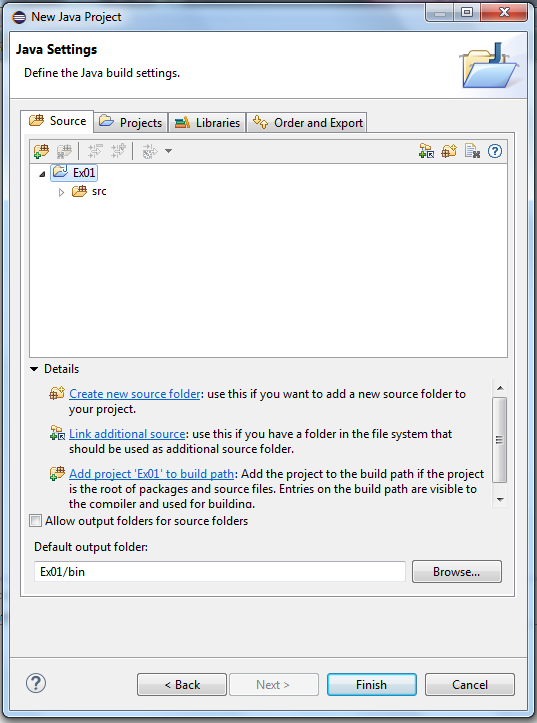 New Java Project
Java Settings
Define the Java build settings.
Source Projects Libraries Order and Export
Ex01
src
Details
Create new source folder: use this if you want to add a new source folder to
your project.
Link additional source: use this if you have a folder in the file system that
should be used as additional source folder.
Add project 'Ex01' to build path: Add the project to the build path if the project
is the root of packages and source files. Entries on the build path are visible to
the compiler and used for building.
Allow output folders for source folders
Default output folder:
Ex01/bin Browse...
< Back Next > Finish Cancel